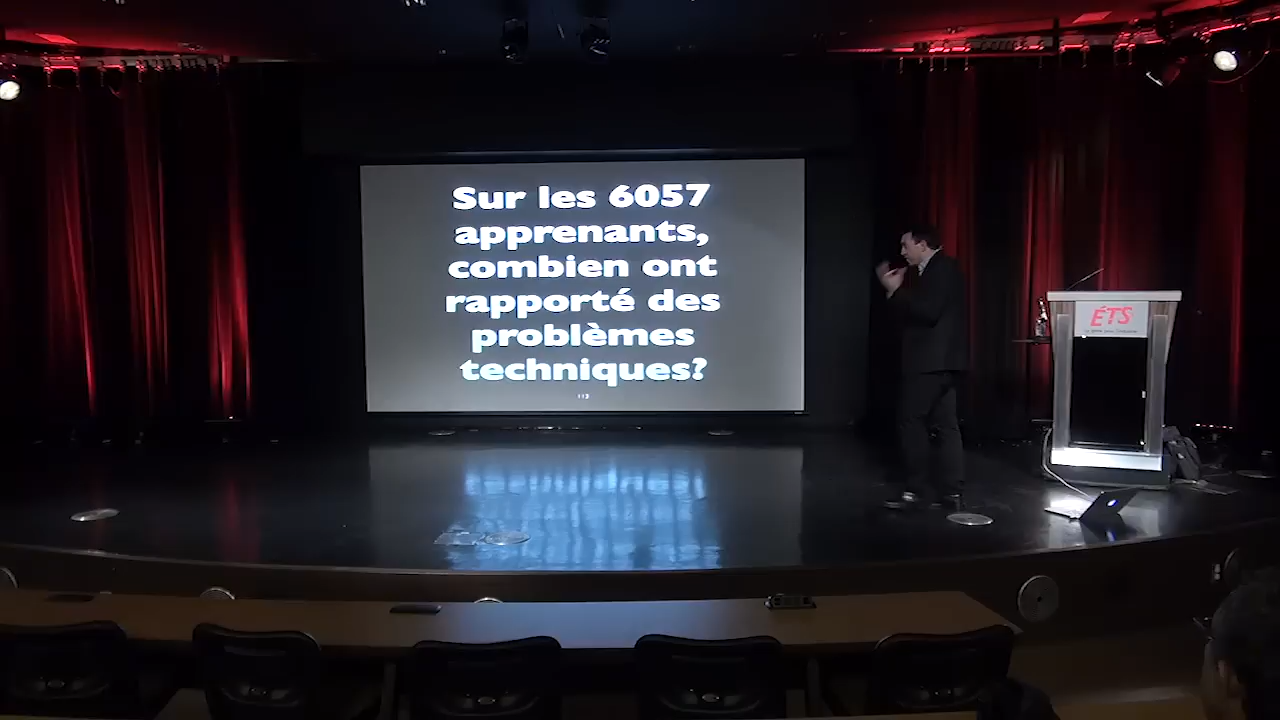 Sur les 6057
apprenants,
combien ont
rapporté des
problèmes
techniques?
ÉTS